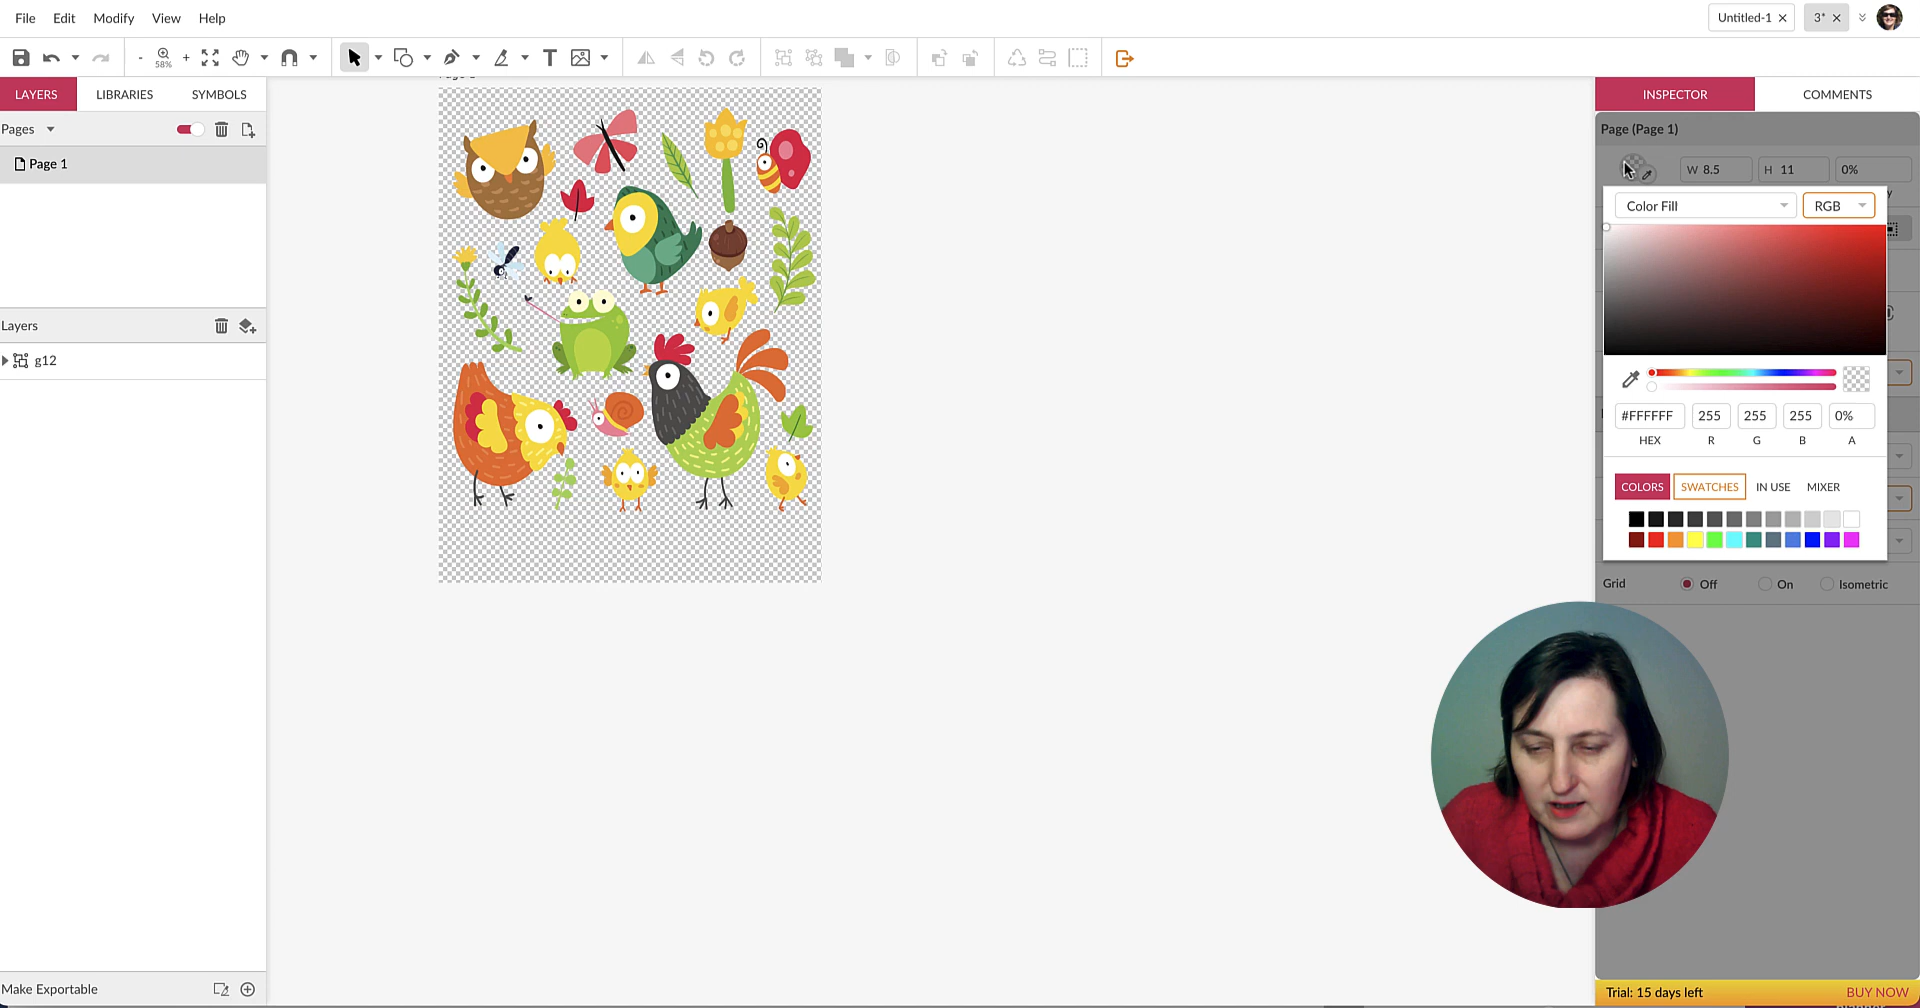 File Edit Modify View Help
Untitled-1 3*
- 58% +
LAYERS LIBRARIES SYMBOLS
Pages
Page 1
Layers
g12
Make Exportable
INSPECTOR COMMENTS
Page (Page 1)
W 8.5 H 11 0%
Color Fill RGB
#FFFFFF 255 255 255 0%
HEX R G B A
COLORS SWATCHES IN USE MIXER
Grid Off On Isometric
Trial: 15 days left BUY NOW